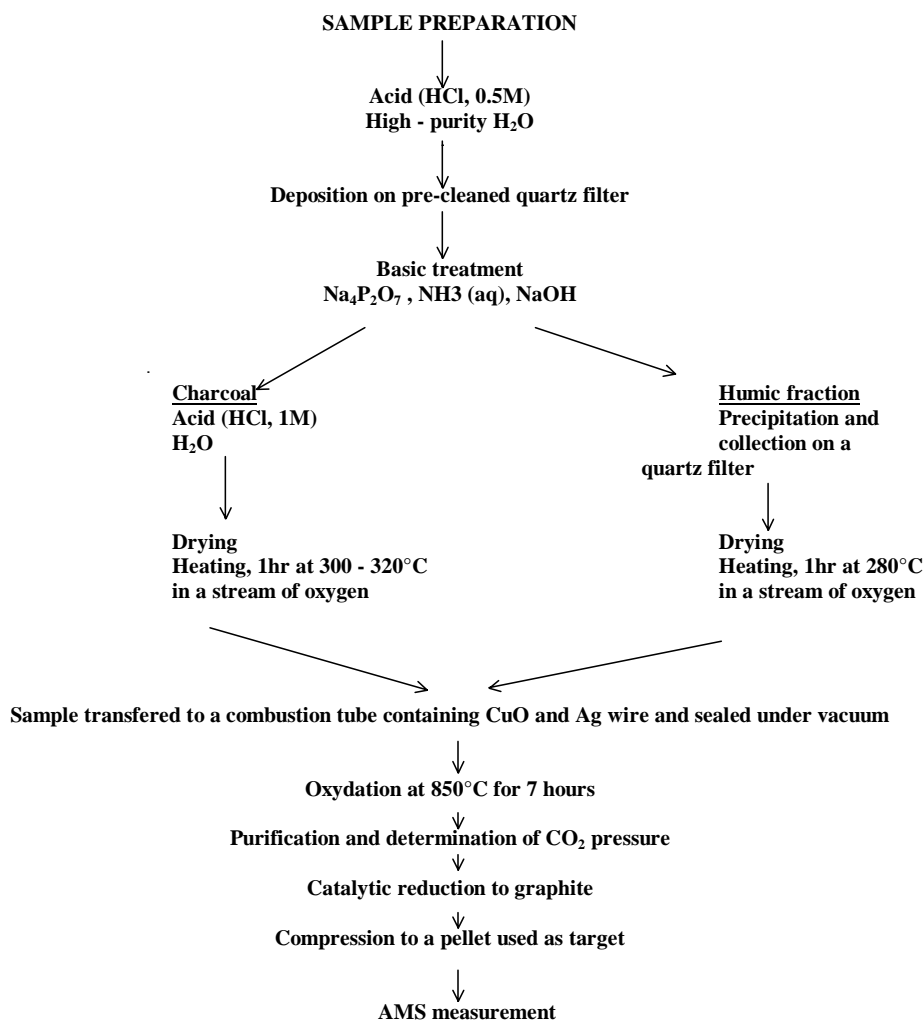 SAMPLE PREPARATION
Acid (HCl, 0.5M)
High - purity H₂O
Deposition on pre-cleaned quartz filter
Basic treatment
Na₄P₂O₇ , NH3 (aq), NaOH
Charcoal
Acid (HCl, 1M)
H₂O
Humic fraction
Precipitation and
collection on a
quartz filter
Drying
Heating, 1hr at 300 - 320°C
in a stream of oxygen
Drying
Heating, 1hr at 280°C
in a stream of oxygen
Sample transfered to a combustion tube containing CuO and Ag wire and sealed under vacuum
Oxydation at 850°C for 7 hours
Purification and determination of CO₂ pressure
Catalytic reduction to graphite
Compression to a pellet used as target
AMS measurement